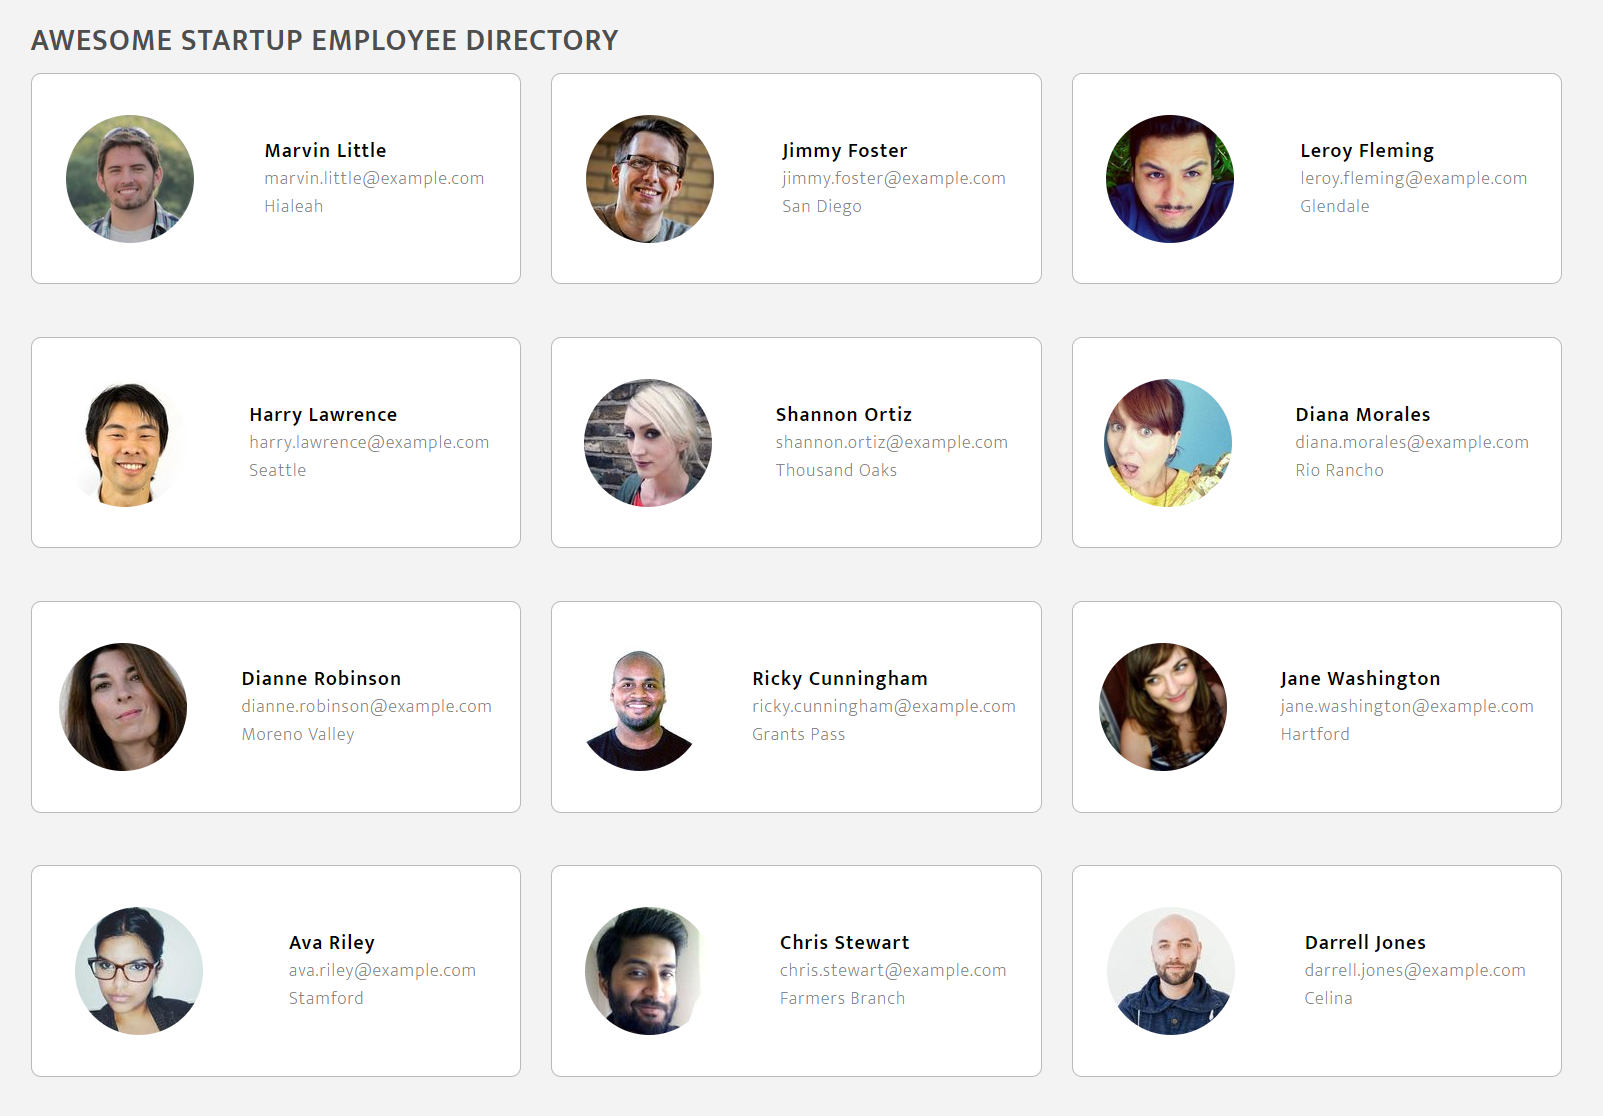 AWESOME STARTUP EMPLOYEE DIRECTORY
Marvin Little
marvin.little@example.com
Hialeah
Jimmy Foster
jimmy.foster@example.com
San Diego
Leroy Fleming
leroy.fleming@example.com
Glendale
Harry Lawrence
harry.lawrence@example.com
Seattle
Shannon Ortiz
shannon.ortiz@example.com
Thousand Oaks
Diana Morales
diana.morales@example.com
Rio Rancho
Dianne Robinson
dianne.robinson@example.com
Moreno Valley
Ricky Cunningham
ricky.cunningham@example.com
Grants Pass
Jane Washington
jane.washington@example.com
Hartford
Ava Riley
ava.riley@example.com
Stamford
Chris Stewart
chris.stewart@example.com
Farmers Branch
Darrell Jones
darrell.jones@example.com
Celina